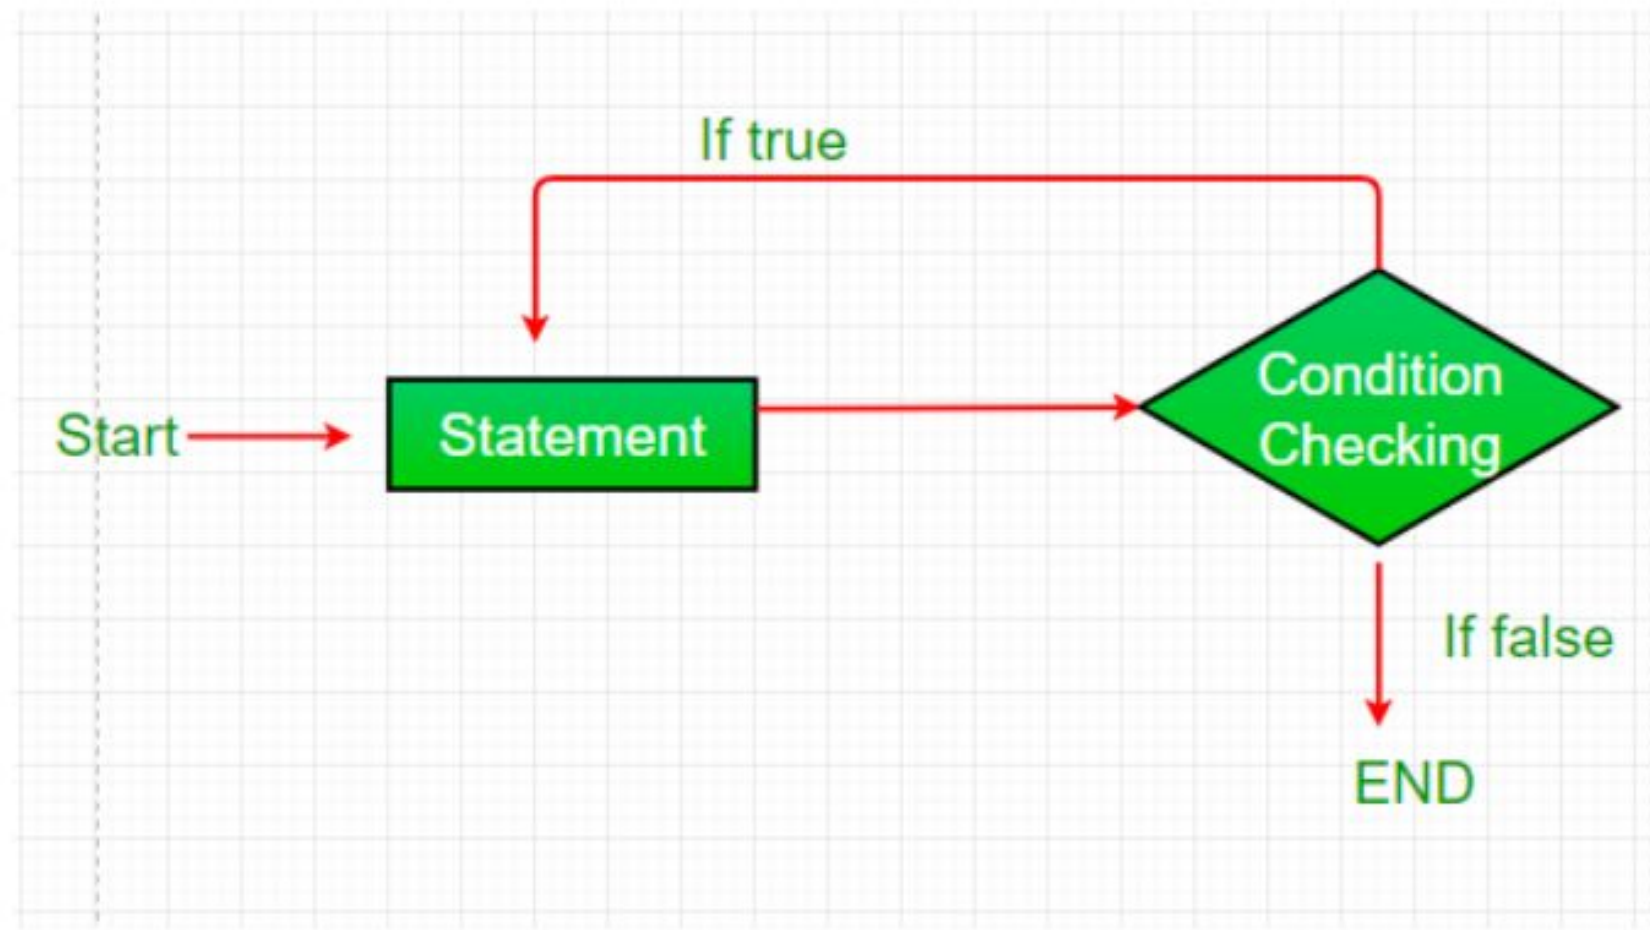 If true
Start
Statement
Condition
Checking
If false
END